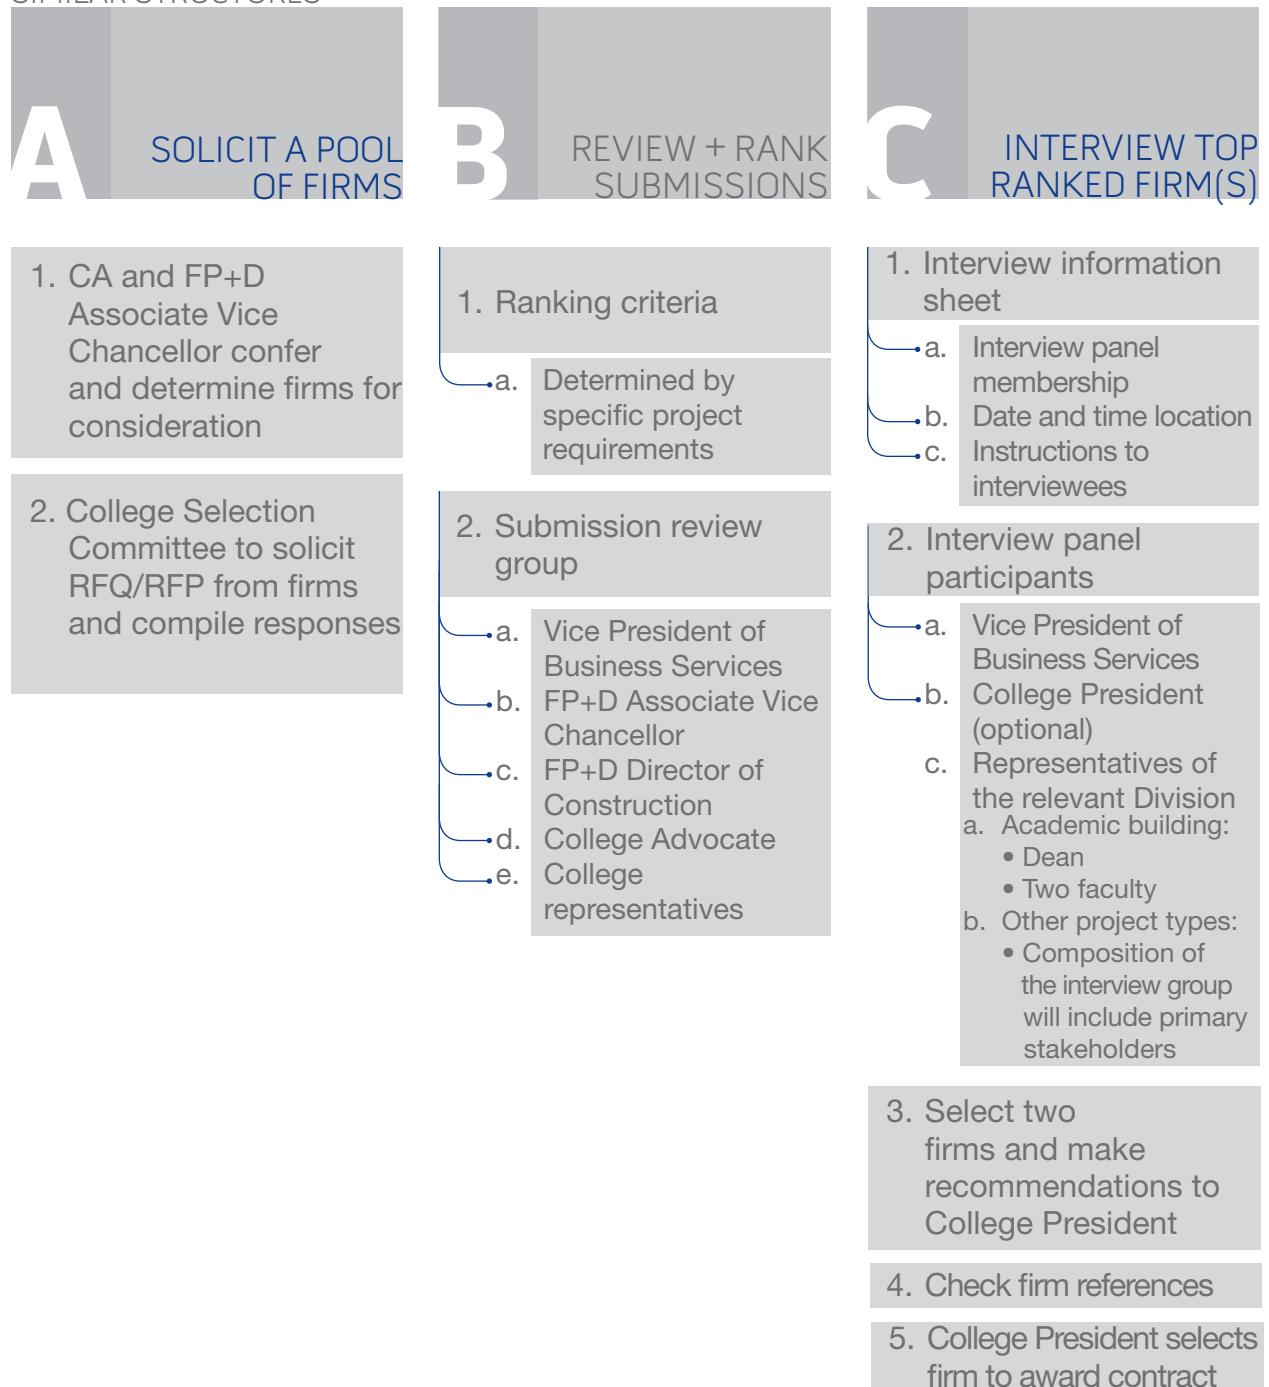 SIMILAR STRUCTURES
A
SOLICIT A POOL
OF FIRMS
1. CA and FP+D
Associate Vice
Chancellor confer
and determine firms for
consideration
2. College Selection
Committee to solicit
RFQ/RFP from firms
and compile responses
B
REVIEW + RANK
SUBMISSIONS
1. Ranking criteria
a. Determined by
specific project
requirements
2. Submission review
group
a. Vice President of
Business Services
b. FP+D Associate Vice
Chancellor
c. FP+D Director of
Construction
d. College Advocate
e. College
representatives
C
INTERVIEW TOP
RANKED FIRM(S)
1. Interview information
sheet
a. Interview panel
membership
b. Date and time location
c. Instructions to
interviewees
2. Interview panel
participants
a. Vice President of
Business Services
b. College President
(optional)
c. Representatives of
the relevant Division
a. Academic building:
• Dean
• Two faculty
b. Other project types:
• Composition of
the interview group
will include primary
stakeholders
3. Select two
firms and make
recommendations to
College President
4. Check firm references
5. College President selects
firm to award contract